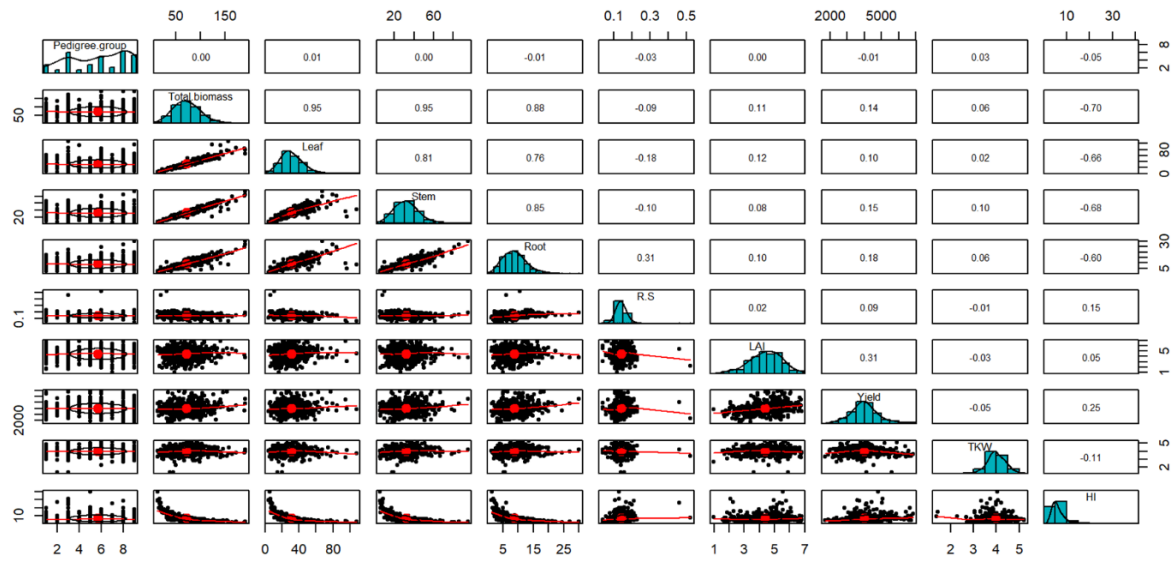 50 150 20 60 0.1 0.3 0.5 2000 5000 10 30
Pedigree.group 0.00 0.01 0.00 -0.01 -0.03 0.00 -0.01 0.03 -0.05 2 8
50 Total biomass 0.95 0.95 0.88 -0.09 0.11 0.14 0.06 -0.70
Leaf 0.81 0.76 -0.18 0.12 0.10 0.02 -0.66 0 80
20 Stem 0.85 -0.10 0.08 0.15 0.10 -0.68
Root 0.31 0.10 0.18 0.06 -0.60 5 30
0.1 R.S 0.02 0.09 -0.01 0.15
LAI 0.31 -0.03 0.05 1 5
2000 Yield -0.05 0.25
TKW -0.11 2 5
10 HI
2 4 6 8 0 40 80 5 15 25 1 3 5 7 2 3 4 5